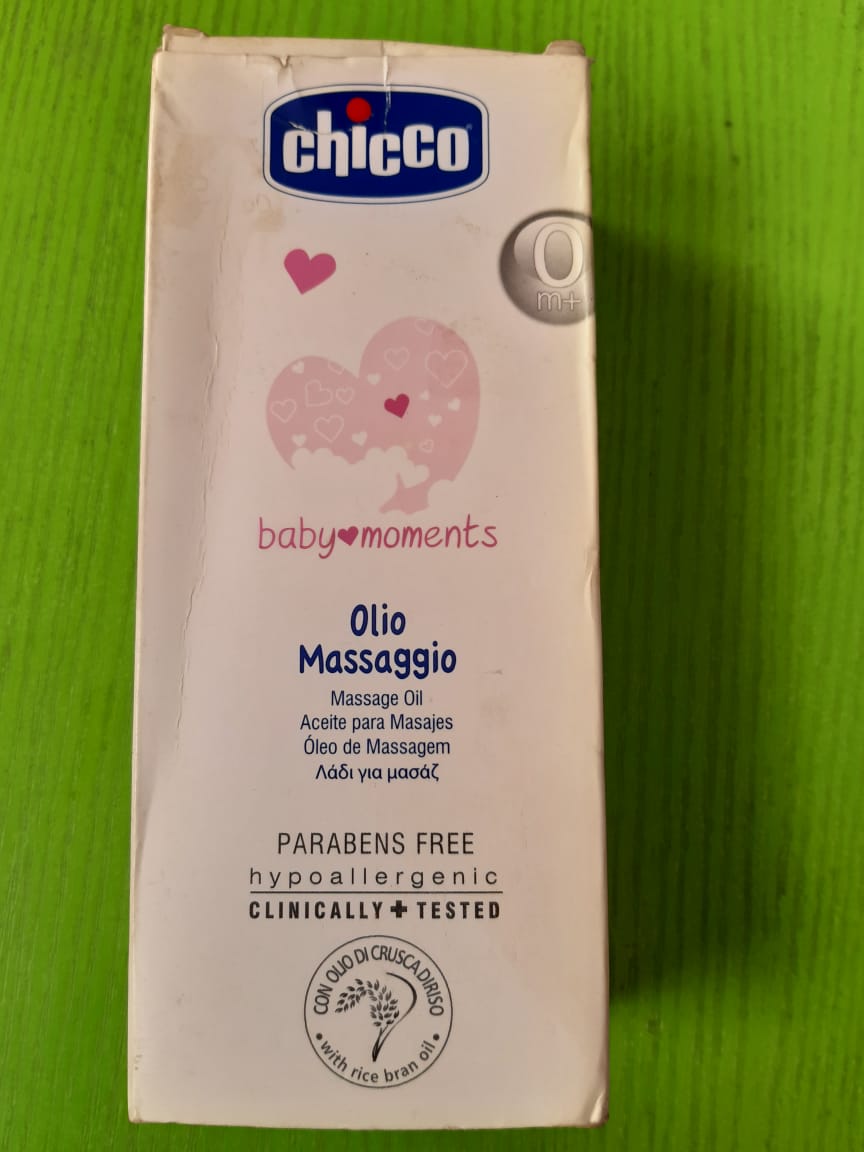 chicco
0
m+
baby moments
Olio
Massaggio
Massage Oil
Aceite para Masajes
Óleo de Massagem
Λάδι για μασάζ
PARABENS FREE
hypoallergenic
CLINICALLY + TESTED
CON OLIO DI CRUSCA DI RISO
• with rice bran oil •